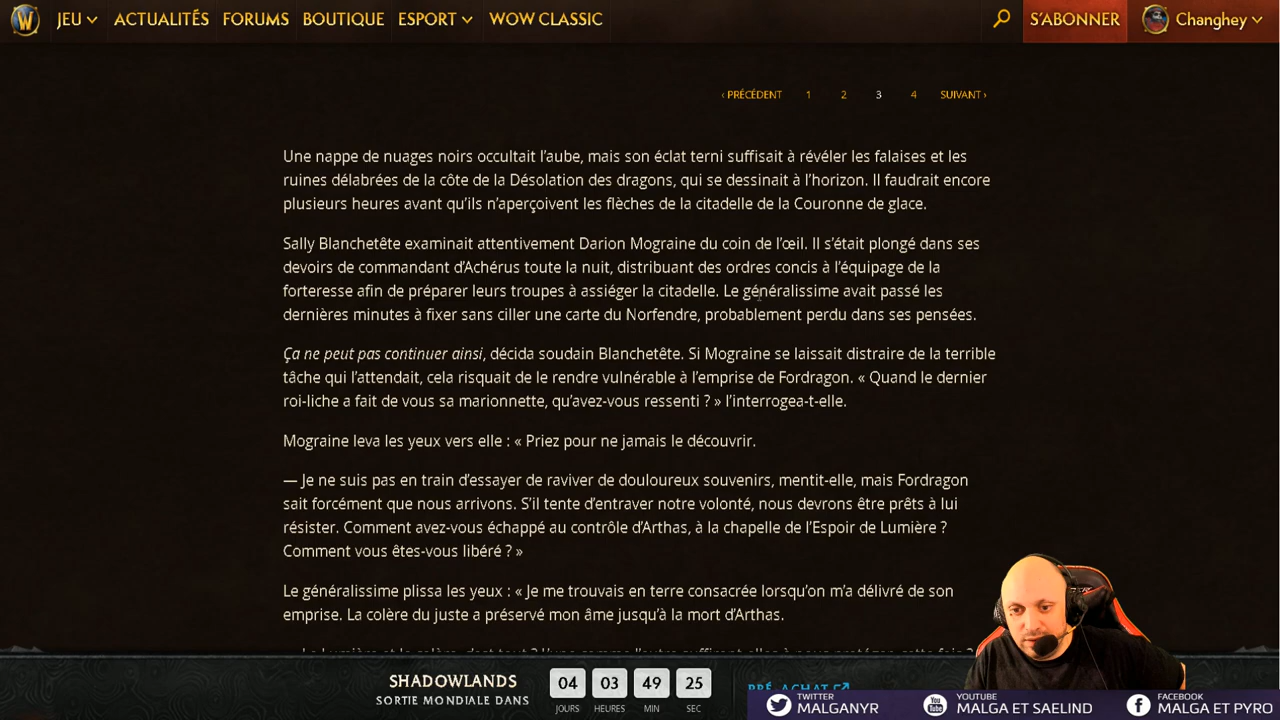 JEU
ACTUALITÉS
FORUMS
BOUTIQUE
ESPORT
WOW CLASSIC
S'ABONNER
Changhey
‹ PRÉCÉDENT 1 2 3 4 SUIVANT ›
Une nappe de nuages noirs occultait l’aube, mais son éclat terni suffisait à révéler les falaises et les
ruines délabrées de la côte de la Désolation des dragons, qui se dessinait à l’horizon. Il faudrait encore
plusieurs heures avant qu’ils n’aperçoivent les flèches de la citadelle de la Couronne de glace.
Sally Blanchetête examinait attentivement Darion Mograine du coin de l’œil. Il s’était plongé dans ses
devoirs de commandant d’Achérus toute la nuit, distribuant des ordres concis à l’équipage de la
forteresse afin de préparer leurs troupes à assiéger la citadelle. Le généralissime avait passé les
dernières minutes à fixer sans ciller une carte du Norfendre, probablement perdu dans ses pensées.
Ça ne peut pas continuer ainsi, décida soudain Blanchetête. Si Mograine se laissait distraire de la terrible
tâche qui l’attendait, cela risquait de le rendre vulnérable à l’emprise de Fordragon. « Quand le dernier
roi-liche a fait de vous sa marionnette, qu’avez-vous ressenti ? » l’interrogea-t-elle.
Mograine leva les yeux vers elle : « Priez pour ne jamais le découvrir.
— Je ne suis pas en train d’essayer de raviver de douloureux souvenirs, mentit-elle, mais Fordragon
sait forcément que nous arrivons. S’il tente d’entraver notre volonté, nous devrons être prêts à lui
résister. Comment avez-vous échappé au contrôle d’Arthas, à la chapelle de l’Espoir de Lumière ?
Comment vous êtes-vous libéré ? »
Le généralissime plissa les yeux : « Je me trouvais en terre consacrée lorsqu’on m’a délivré de son
emprise. La colère du juste a préservé mon âme jusqu’à la mort d’Arthas.
SHADOWLANDS
SORTIE MONDIALE DANS
04 03 49 25
JOURS HEURES MIN SEC
PRÉ-ACHAT
TWITTER
MALGANYR
YOUTUBE
MALGA ET SAELIND
FACEBOOK
MALGA ET PYRO